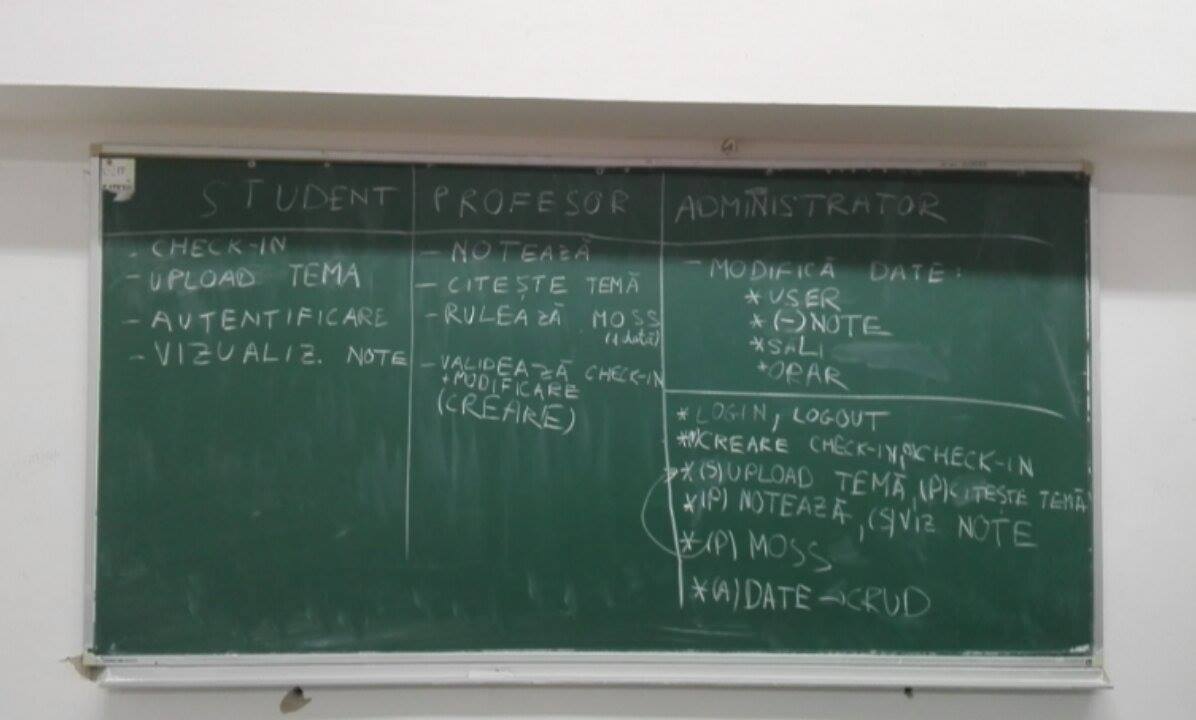 STUDENT
- CHECK-IN
- UPLOAD TEMA
- AUTENTIFICARE
- VIZUALIZ. NOTE
PROFESOR
- NOTEAZĂ
- CITEȘTE TEMĂ
- RULEAZĂ MOSS
(1 dată)
- VALIDEAZĂ CHECK-IN
+MODIFICARE
(CREARE)
ADMINISTRATOR
- MODIFICĂ DATE:
* USER
* (-) NOTE
* SĂLI
* ORAR
* LOGIN, LOGOUT
* CREARE CHECK-IN, CHECK-IN
* (S) UPLOAD TEMĂ, (P) CITEȘTE TEMĂ
* (P) NOTEAZĂ, (S) VIZ NOTE
* (P) MOSS
* (A) DATE → CRUD